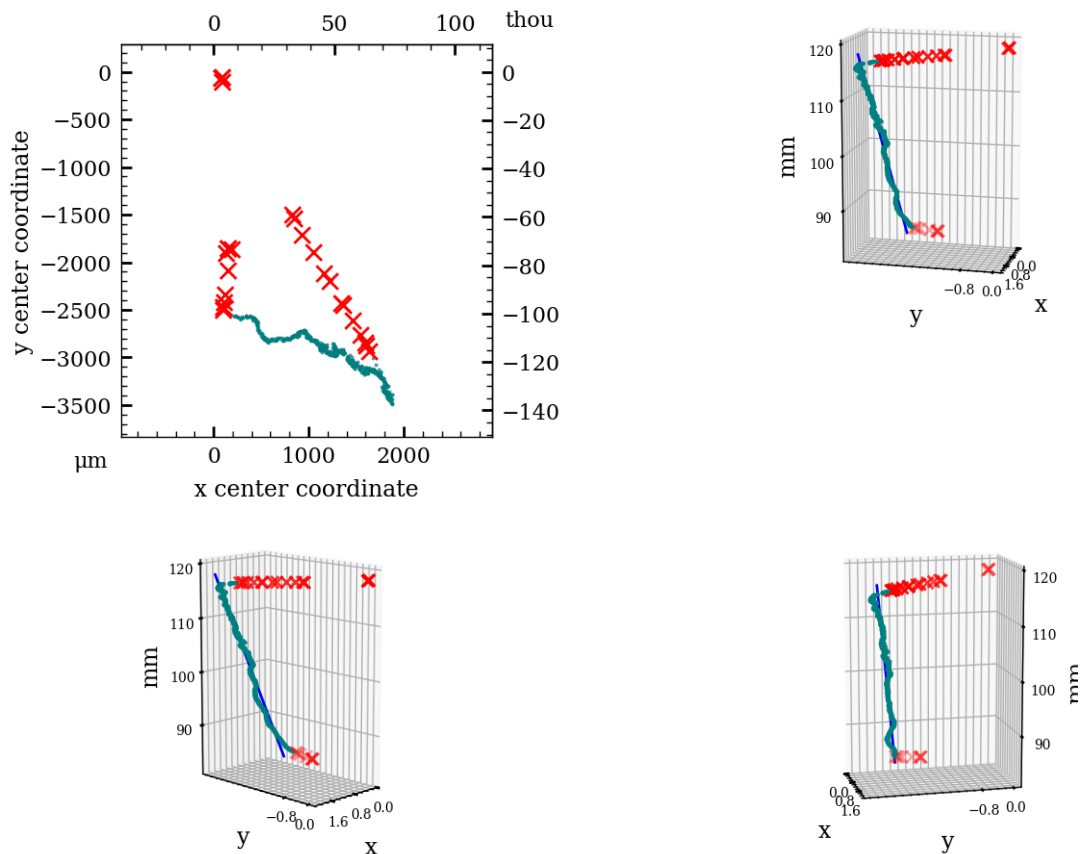 0 50 100 thou
0 0
−500 −20
−1000 −40
−1500 −60
−2000 −80
−2500 −100
−3000 −120
−3500 −140
y center coordinate
μm 0 1000 2000
x center coordinate
120
110
100
90
mm
−0.8 0.0
0.0
0.8
1.6
y x
120
110
100
90
mm
−0.8 0.0
1.6 0.8 0.0
y x
120
110
100
90
mm
0.0
0.8
1.6
−0.8 0.0
x y